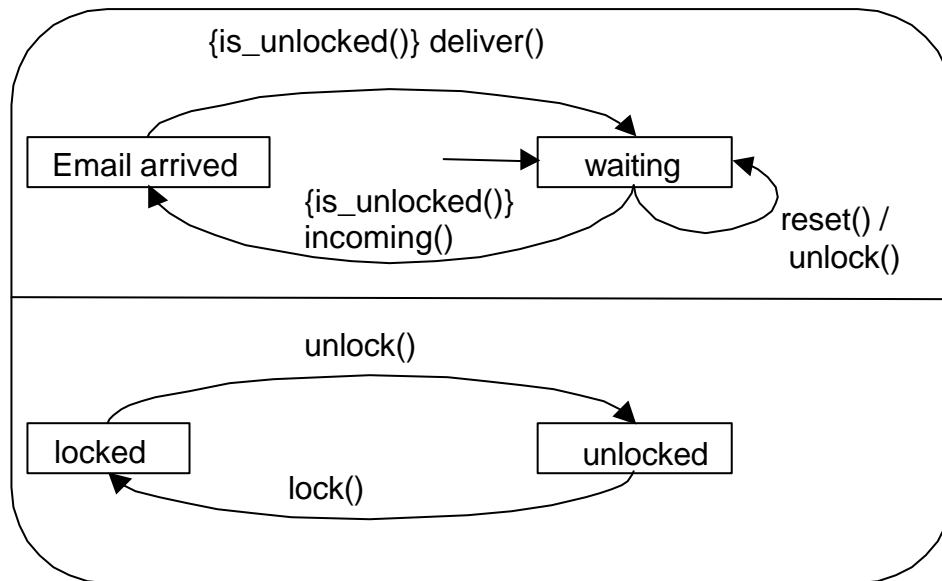 {is_unlocked()} deliver()
Email arrived
waiting
{is_unlocked()}
incoming()
reset() /
unlock()
unlock()
locked
unlocked
lock()